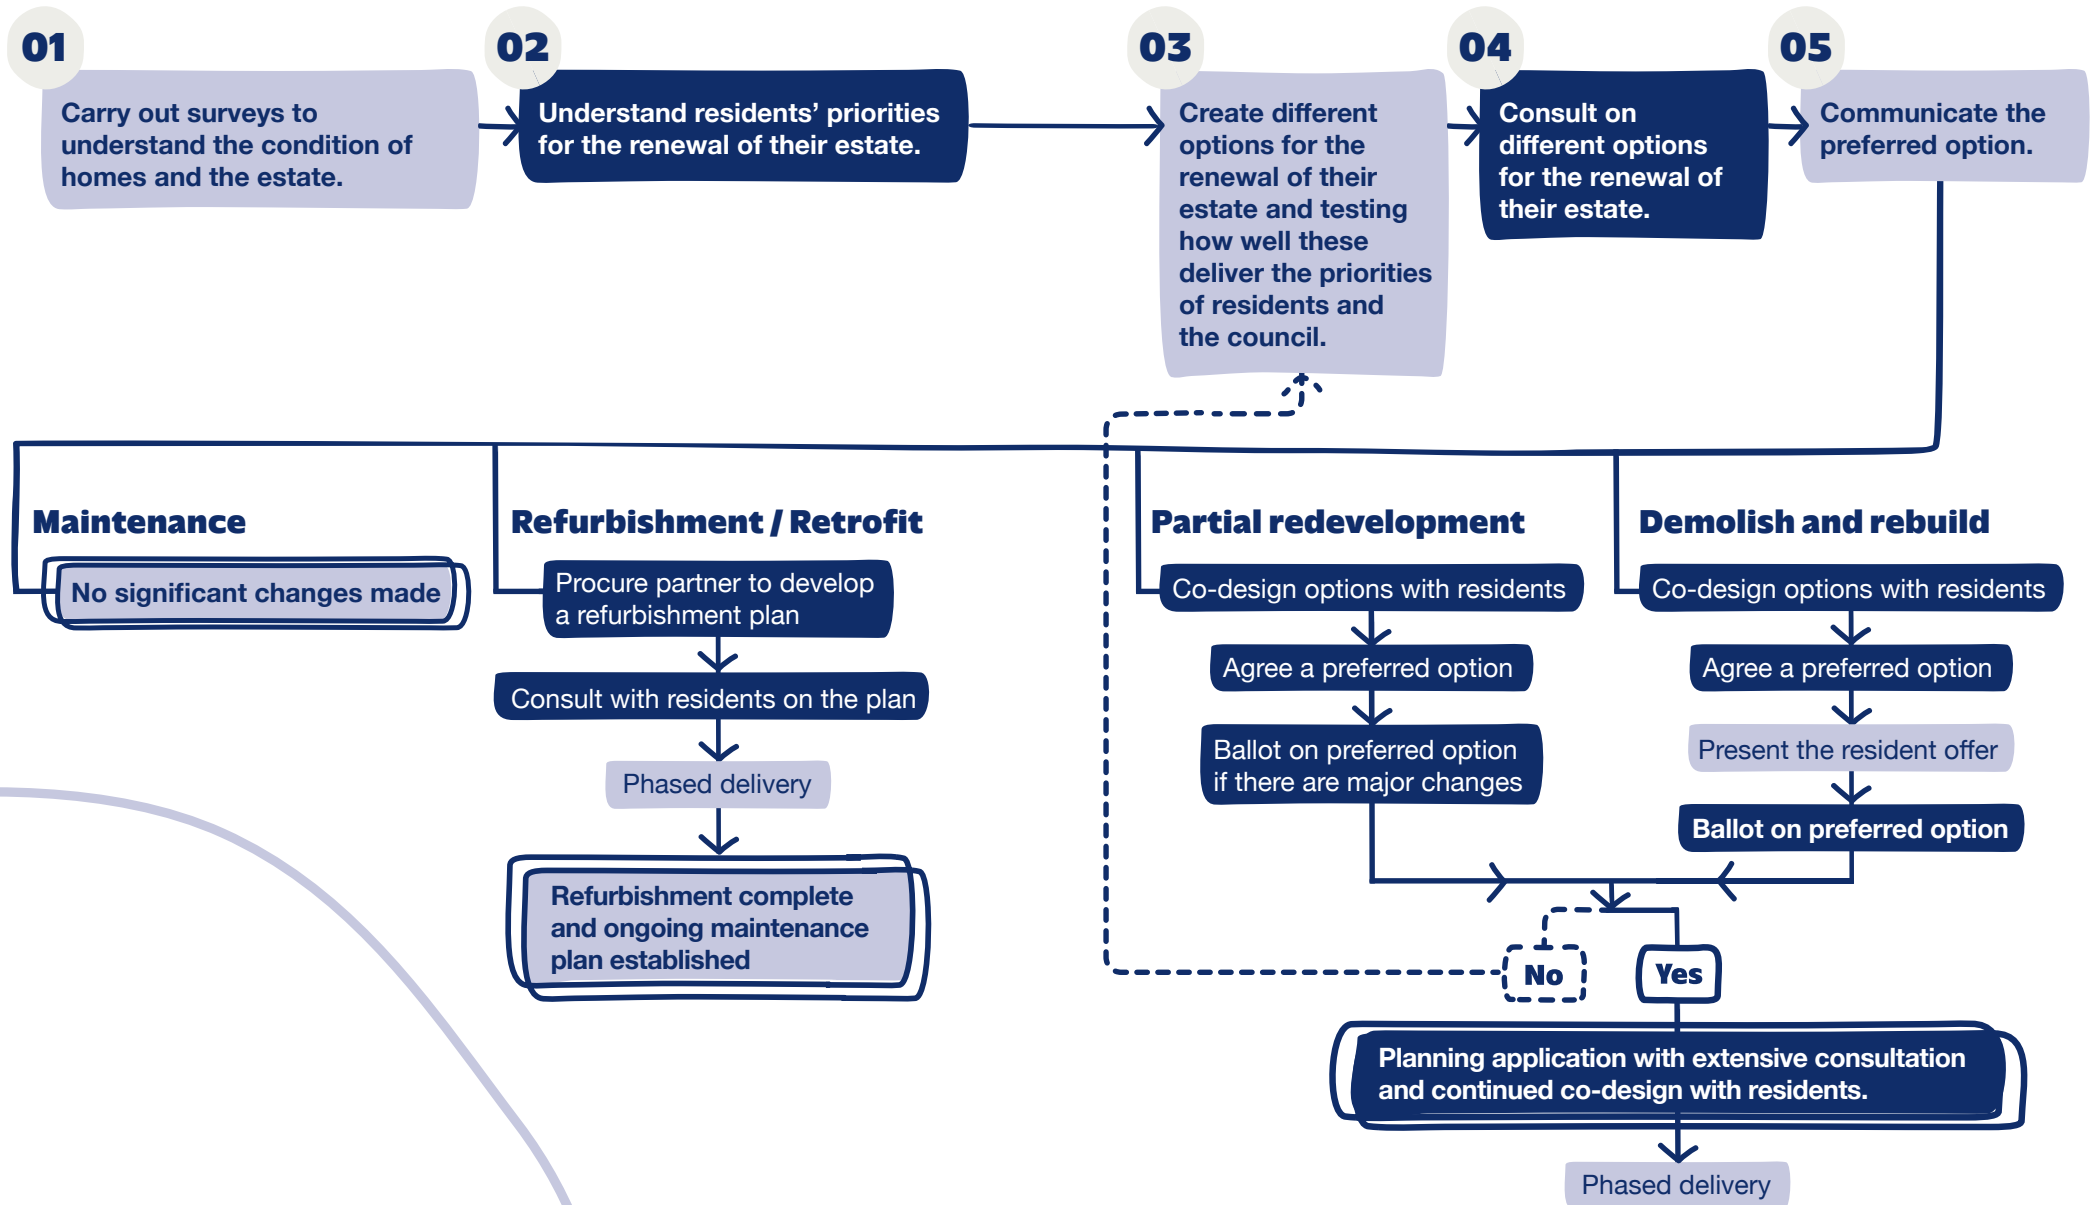 01
Carry out surveys to
understand the condition of
homes and the estate.
02
Understand residents’ priorities
for the renewal of their estate.
03
Create different
options for the
renewal of their
estate and testing
how well these
deliver the priorities
of residents and
the council.
04
Consult on
different options
for the renewal of
their estate.
05
Communicate the
preferred option.
Maintenance
No significant changes made
Refurbishment / Retrofit
Procure partner to develop
a refurbishment plan
Consult with residents on the plan
Phased delivery
Refurbishment complete
and ongoing maintenance
plan established
Partial redevelopment
Co-design options with residents
Agree a preferred option
Ballot on preferred option
if there are major changes
Demolish and rebuild
Co-design options with residents
Agree a preferred option
Present the resident offer
Ballot on preferred option
No
Yes
Planning application with extensive consultation
and continued co-design with residents.
Phased delivery